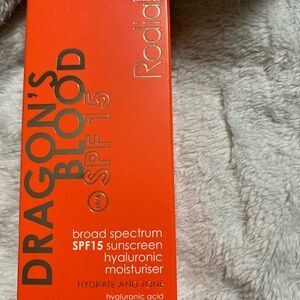 Rodial
DRAGON'S
BLOOD
SPF 15
broad spectrum
SPF15 sunscreen
hyaluronic
moisturiser
HYDRATE AND TONE
hyaluronic acid